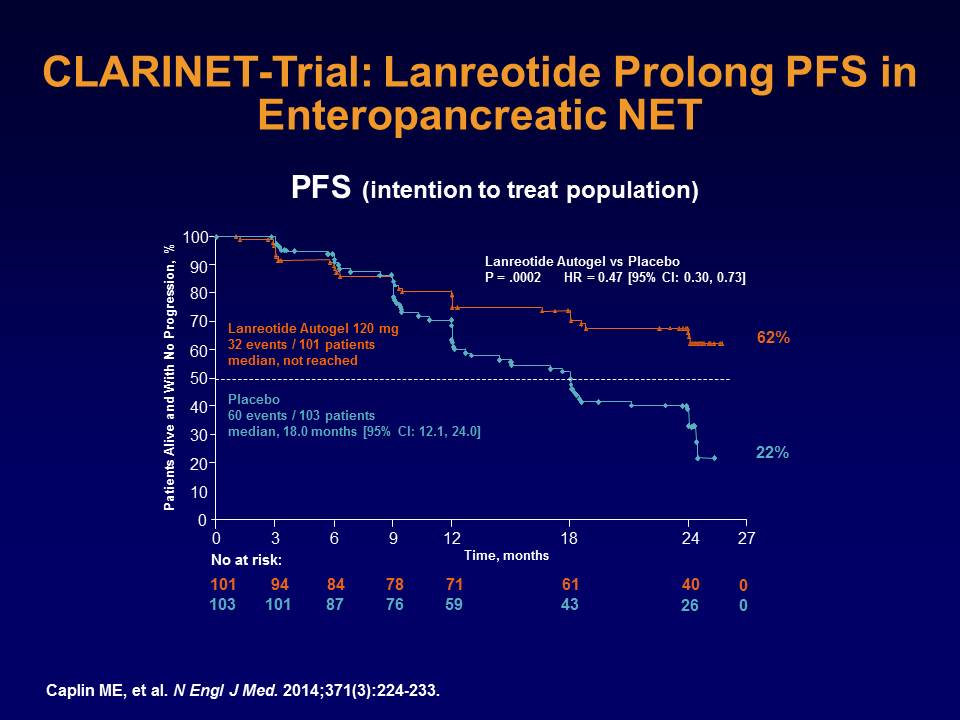 CLARINET-Trial: Lanreotide Prolong PFS in
Enteropancreatic NET
PFS (intention to treat population)
Patients Alive and With No Progression, %
100
90
80
70
60
50
40
30
20
10
0
Lanreotide Autogel vs Placebo
P = .0002 HR = 0.47 [95% CI: 0.30, 0.73]
Lanreotide Autogel 120 mg
32 events / 101 patients
median, not reached
62%
Placebo
60 events / 103 patients
median, 18.0 months [95% CI: 12.1, 24.0]
22%
0 3 6 9 12 18 24 27
Time, months
No at risk:
101 94 84 78 71 61 40 0
103 101 87 76 59 43 26 0
Caplin ME, et al. N Engl J Med. 2014;371(3):224-233.